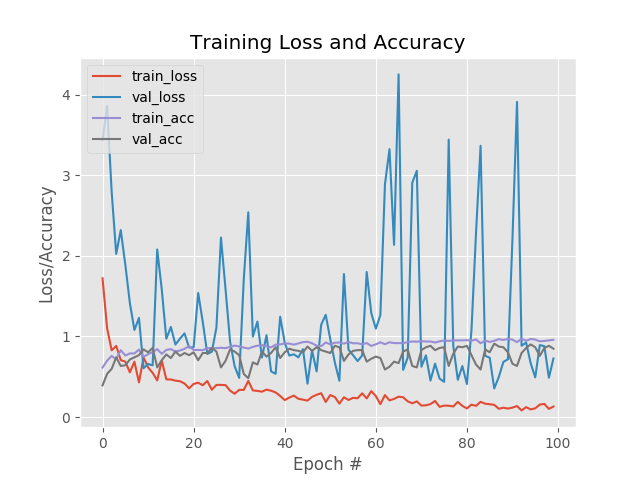 Training Loss and Accuracy
train_loss
val_loss
train_acc
val_acc
Loss/Accuracy
4
3
2
1
0
0 20 40 60 80 100
Epoch #